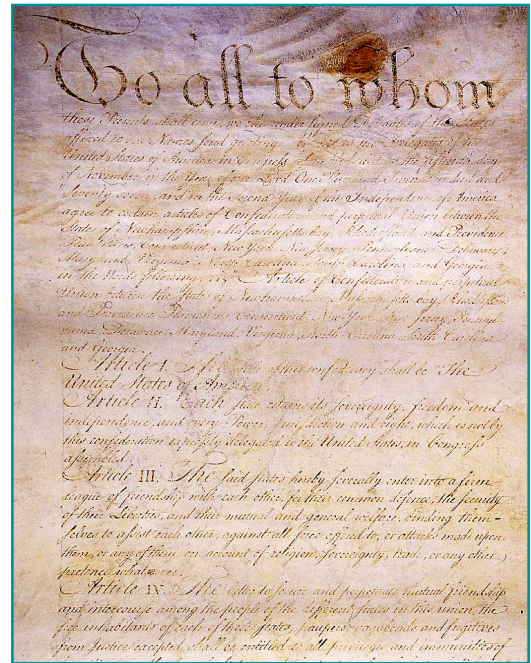 To all to whom
these Presents shall come, we the under signed Delegates of the States
affixed to our Names send greeting. Whereas the Delegates of the
United States of America in Congress assembled did on the fifteenth day
of November in the Year of our Lord One Thousand Seven Hundred and
Seventy seven, and in the Second Year of the Independence of America
agree to certain articles of Confederation and perpetual Union between the
States of Newhampshire, Massachusetts-bay, Rhodeisland and Providence
Plantations, Connecticut, New York, New Jersey, Pennsylvania, Delaware,
Maryland, Virginia, North-Carolina, South-Carolina, and Georgia
in the Words following, viz. Articles of Confederation and perpetual
Union between the States of Newhampshire, Massachusetts-bay, Rhodeisland
and Providence Plantations, Connecticut, New-York, New-Jersey, Pennsyl-
vania, Delaware, Maryland, Virginia, North-Carolina, South-Carolina
and Georgia.
Article I. The Stile of this confederacy shall be "The
United States of America."
Article II. Each state retains its sovereignty, freedom and
independence, and every Power, Jurisdiction and right, which is not by
this confederation expressly delegated to the United States, in Congress
assembled.
Article III. The said states hereby severally enter into a firm
league of friendship with each other, for their common defence, the security
of their Liberties, and their mutual and general welfare, binding them-
selves to assist each other, against all force offered to, or attacks made upon
them, or any of them, on account of religion, sovereignty, trade, or any other
pretence whatever.
Article IV. The better to secure and perpetuate mutual friendship
and intercourse among the people of the different states in this union, the
free inhabitants of each of these states, paupers, vagabonds and fugitives
from Justice excepted, shall be entitled to all privileges and immunities of